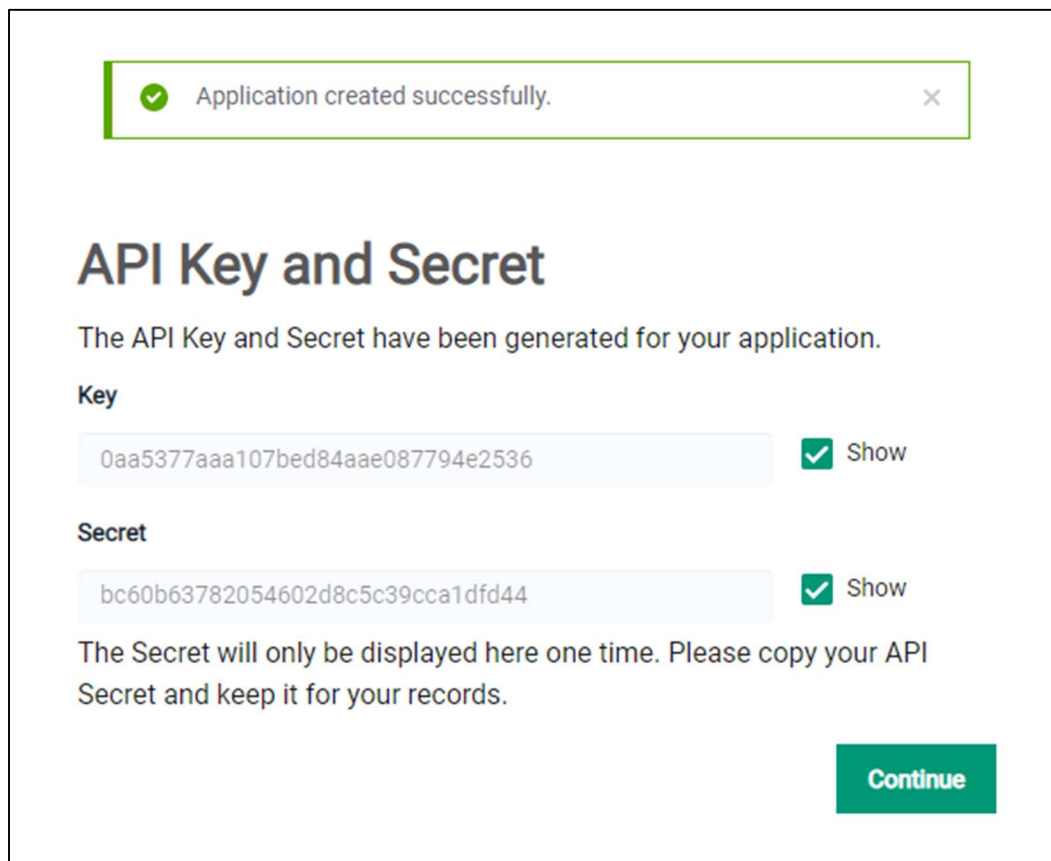 Application created successfully.
API Key and Secret
The API Key and Secret have been generated for your application.
Key
0aa5377aaa107bed84aae087794e2536
Show
Secret
bc60b63782054602d8c5c39cca1dfd44
Show
The Secret will only be displayed here one time. Please copy your API
Secret and keep it for your records.
Continue